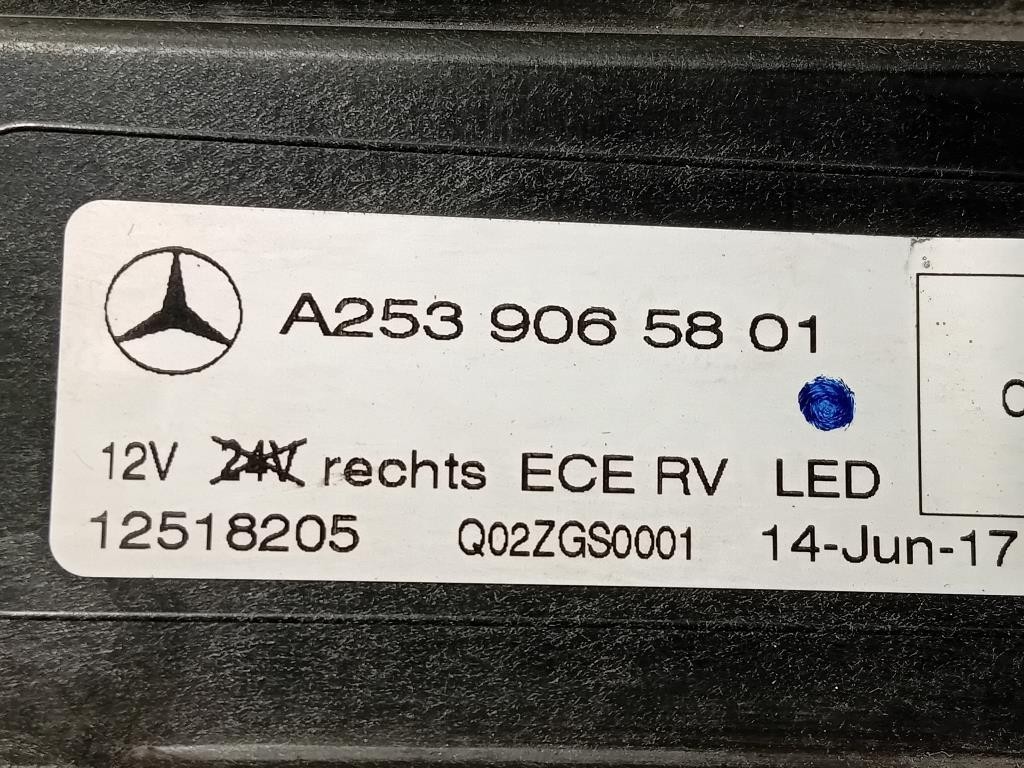 A253 906 58 01
12V 24V rechts ECE RV LED
12518205 Q02ZGS0001 14-Jun-17